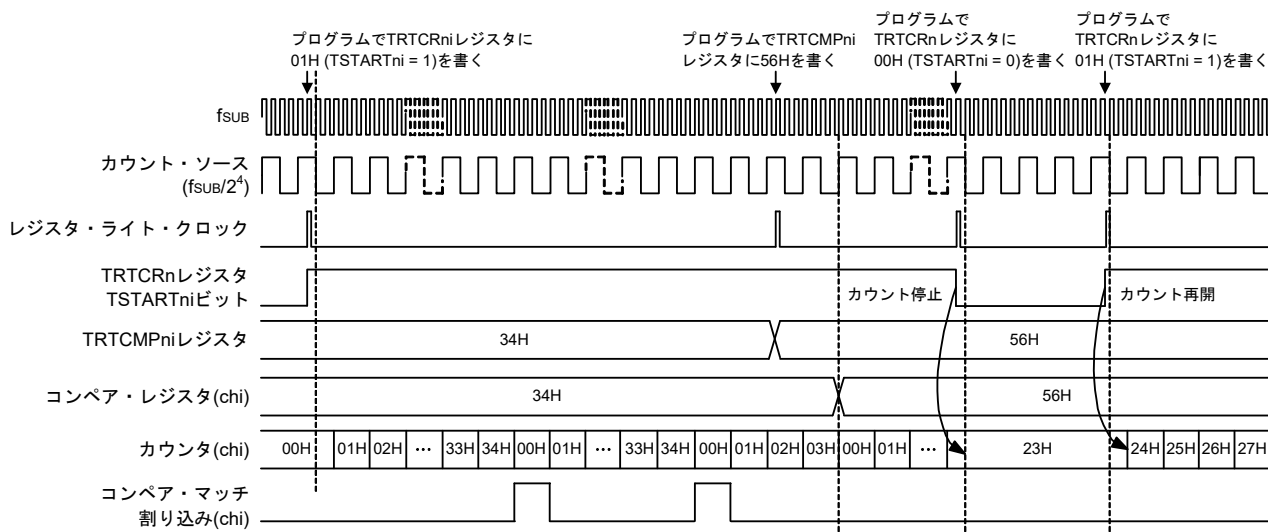 プログラムでTRTCRniレジスタに
01H (TSTARTni = 1)を書く
プログラムでTRTCMPni
レジスタに56Hを書く
プログラムで
TRTCRnレジスタに
00H (TSTARTni = 0)を書く
プログラムで
TRTCRnレジスタに
01H (TSTARTni = 1)を書く
fSUB
カウント・ソース
(fSUB/2⁴)
レジスタ・ライト・クロック
TRTCRnレジスタ
TSTARTniビット
カウント停止
カウント再開
TRTCMPniレジスタ
34H
56H
コンペア・レジスタ(chi)
34H
56H
カウンタ(chi)
00H 01H 02H … 33H 34H 00H 01H … 33H 34H 00H 01H 02H 03H 00H 01H … 23H 24H 25H 26H 27H
コンペア・マッチ
割り込み(chi)